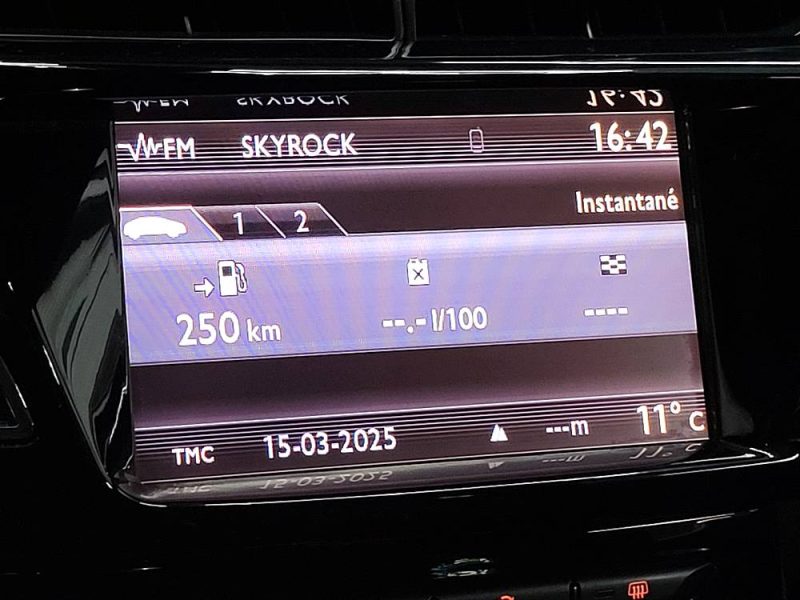 FM SKYROCK 16:42
Instantané
1 2
250 km --.- l/100 ----
TMC 15-03-2025 ---m 11° C